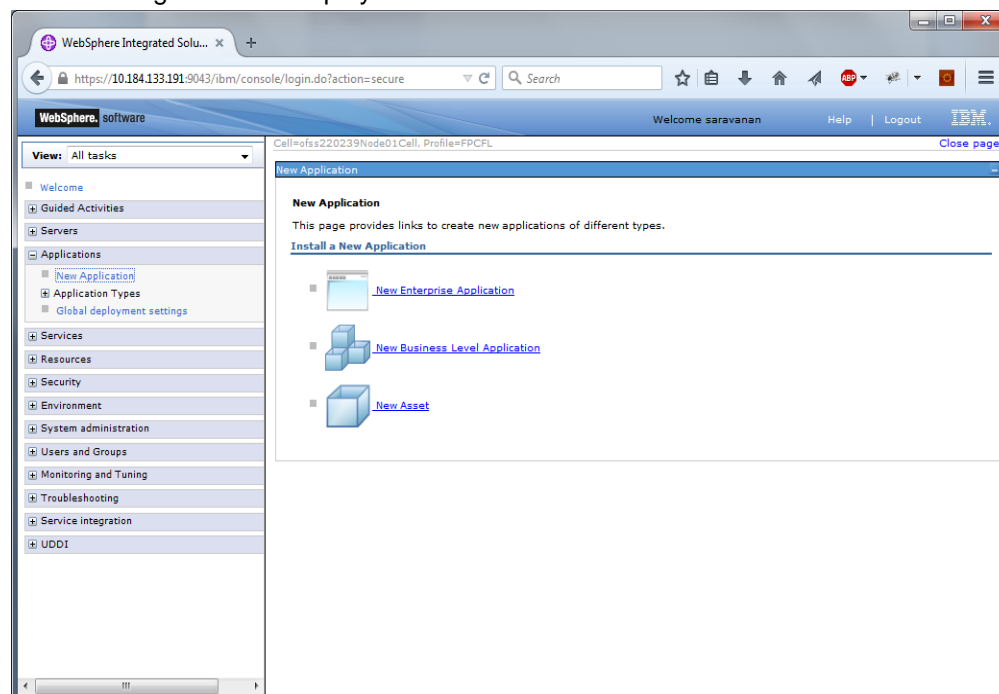 WebSphere Integrated Solu... × +
https://10.184.133.191:9043/ibm/console/login.do?action=secure
Search
ABP
WebSphere. software
Welcome saravanan
Help | Logout
IBM.
View: All tasks
Welcome
Guided Activities
Servers
Applications
New Application
Application Types
Global deployment settings
Services
Resources
Security
Environment
System administration
Users and Groups
Monitoring and Tuning
Troubleshooting
Service integration
UDDI
Cell=ofss220239Node01Cell, Profile=FPCFL
Close page
New Application
New Application
This page provides links to create new applications of different types.
Install a New Application
New Enterprise Application
New Business Level Application
New Asset